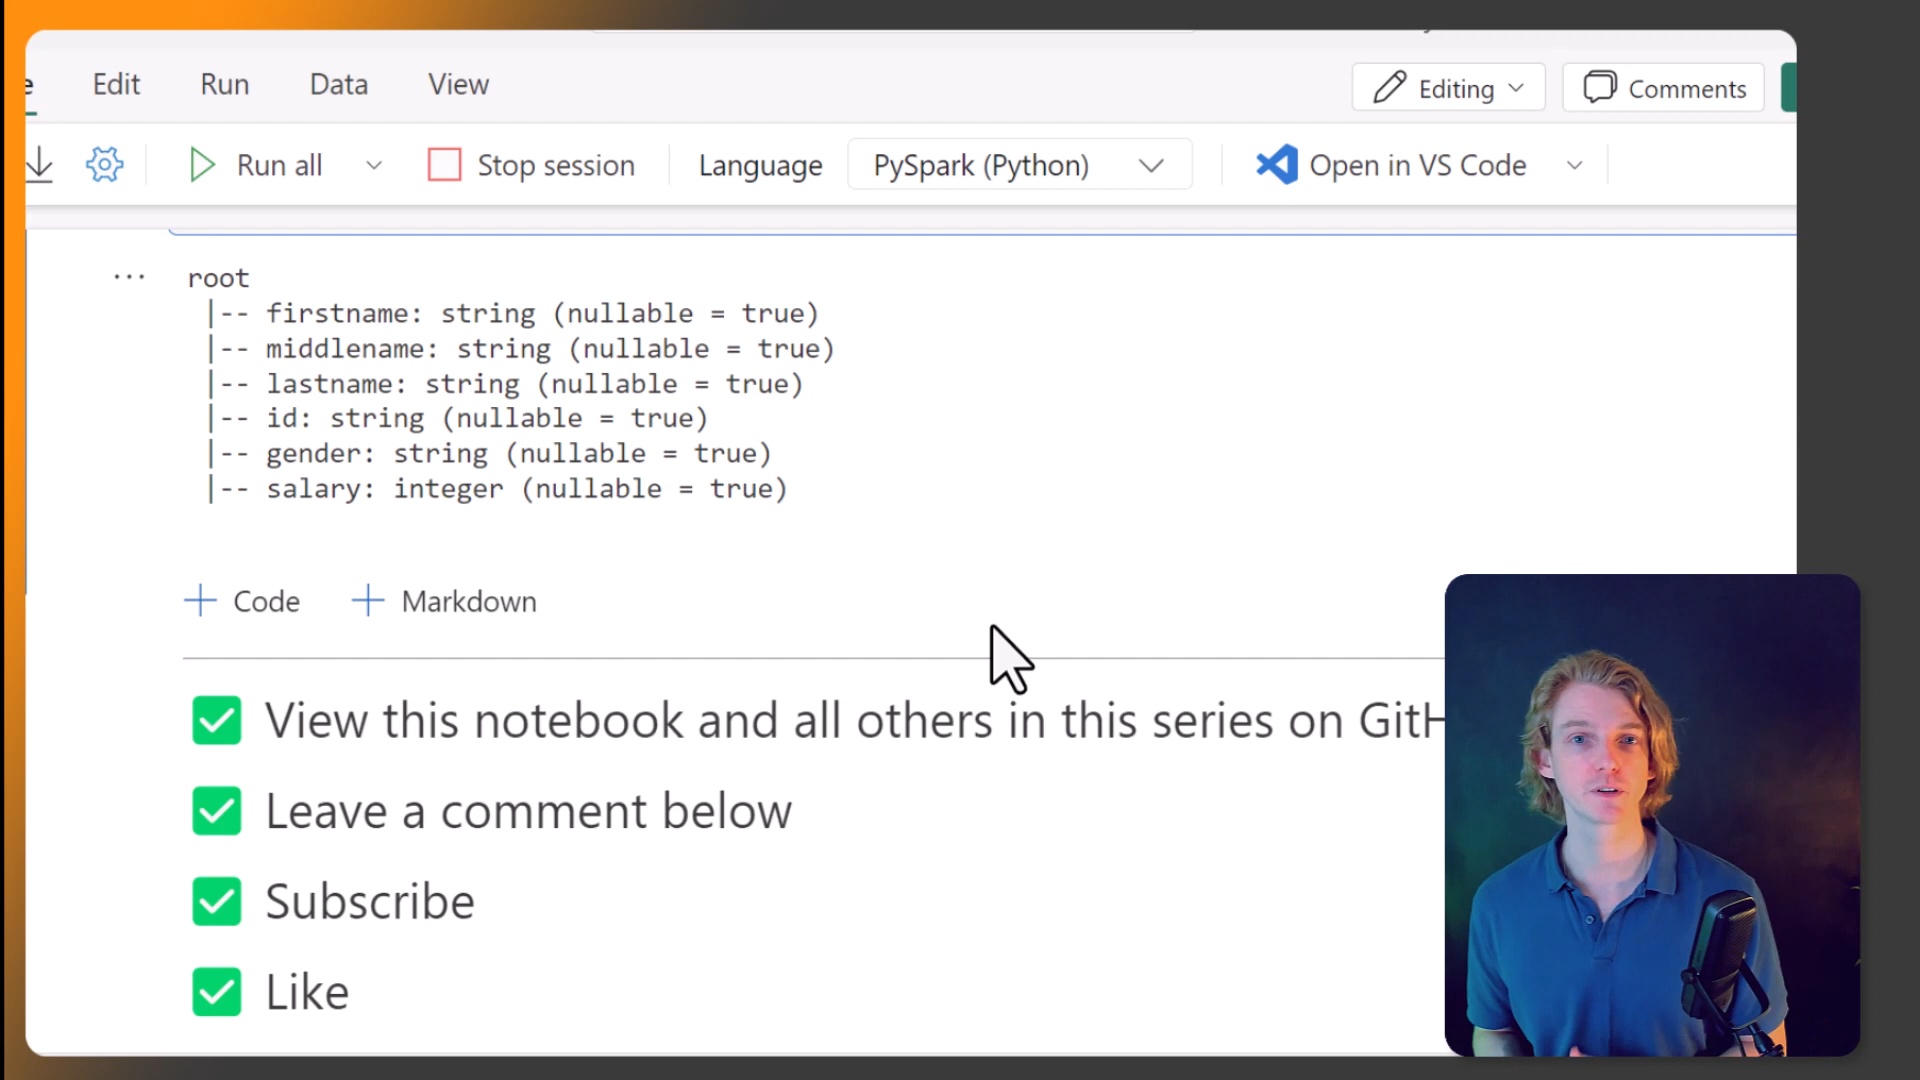 Edit Run Data View Editing Comments
Run all Stop session Language PySpark (Python) Open in VS Code
... root
|-- firstname: string (nullable = true)
|-- middlename: string (nullable = true)
|-- lastname: string (nullable = true)
|-- id: string (nullable = true)
|-- gender: string (nullable = true)
|-- salary: integer (nullable = true)
+ Code + Markdown
✅ View this notebook and all others in this series on GitH
✅ Leave a comment below
✅ Subscribe
✅ Like